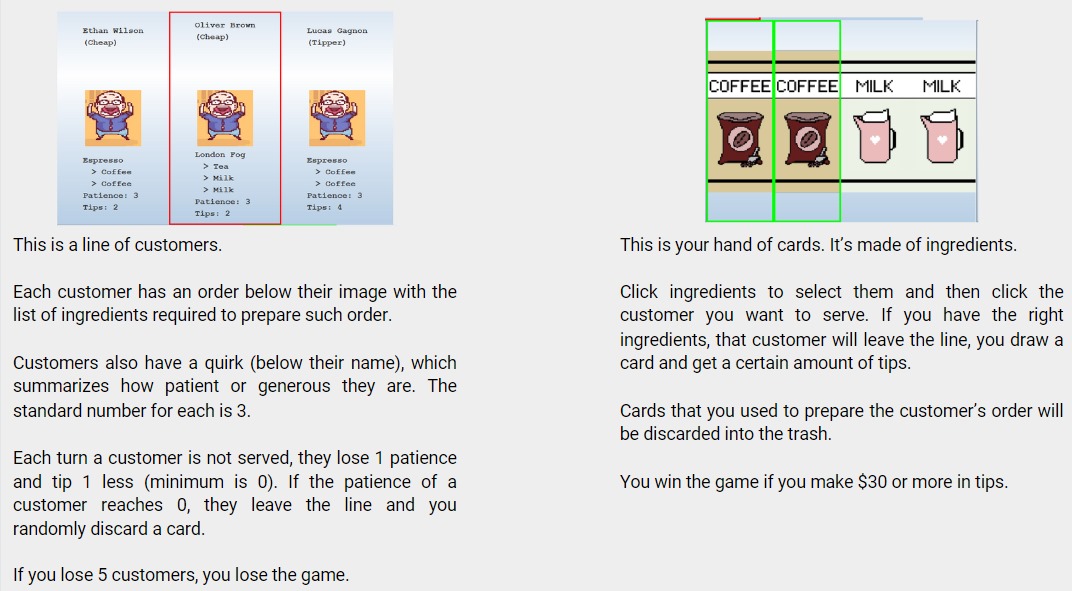 Ethan Wilson
(Cheap)
Espresso
> Coffee
> Coffee
Patience: 3
Tips: 2
Oliver Brown
(Cheap)
London Fog
> Tea
> Milk
> Milk
Patience: 3
Tips: 2
Lucas Gagnon
(Tipper)
Espresso
> Coffee
> Coffee
Patience: 3
Tips: 4
This is a line of customers.
Each customer has an order below their image with the
list of ingredients required to prepare such order.
Customers also have a quirk (below their name), which
summarizes how patient or generous they are. The
standard number for each is 3.
Each turn a customer is not served, they lose 1 patience
and tip 1 less (minimum is 0). If the patience of a
customer reaches 0, they leave the line and you
randomly discard a card.
If you lose 5 customers, you lose the game.
COFFEE COFFEE MILK MILK
This is your hand of cards. It’s made of ingredients.
Click ingredients to select them and then click the
customer you want to serve. If you have the right
ingredients, that customer will leave the line, you draw a
card and get a certain amount of tips.
Cards that you used to prepare the customer’s order will
be discarded into the trash.
You win the game if you make $30 or more in tips.